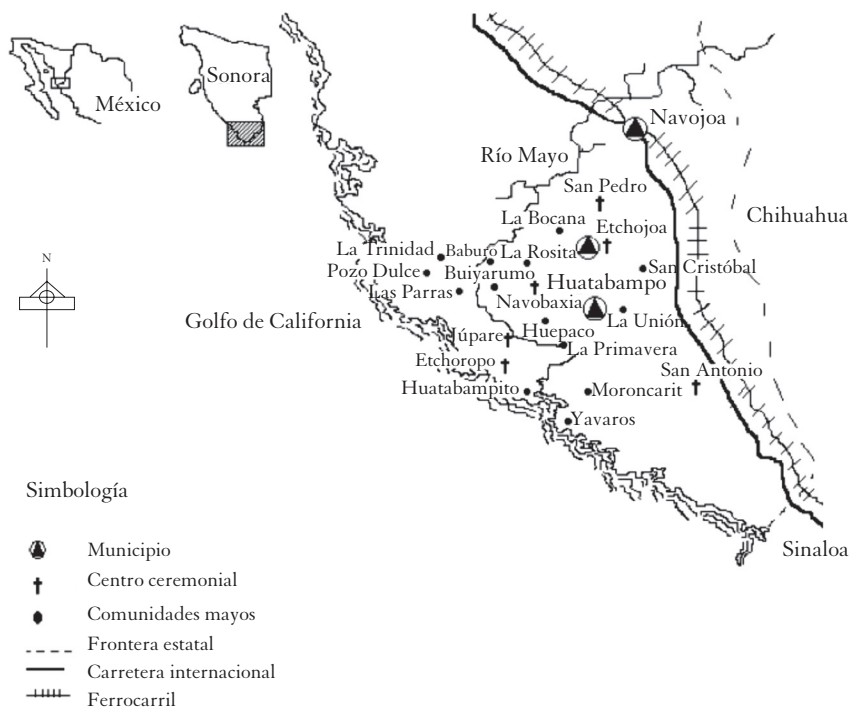 Sonora
México
Navojoa
Río Mayo
San Pedro
La Bocana
Etchojoa
Chihuahua
La Trinidad
Baburo
La Rosita
Pozo Dulce
Buiyarumo
Huatabampo
San Cristóbal
Las Parras
Navobaxia
Golfo de California
Huepaco
La Unión
Júpare
La Primavera
Etchoropo
San Antonio
Huatabampito
Moroncarit
Yavaros
N
Sinaloa
Simbología
Municipio
Centro ceremonial
Comunidades mayos
Frontera estatal
Carretera internacional
Ferrocarril